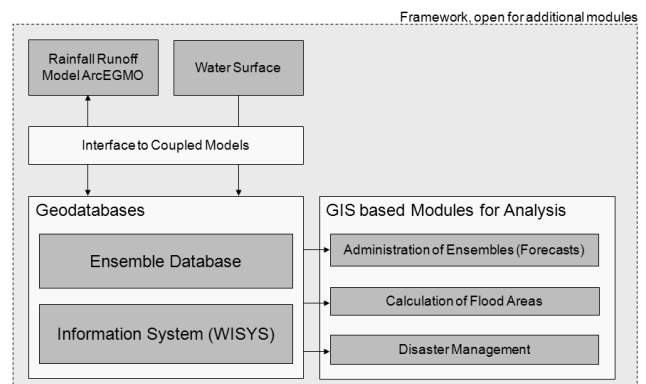 Framework, open for additional modules
Rainfall Runoff
Model ArcEGMO
Water Surface
Interface to Coupled Models
Geodatabases
Ensemble Database
Information System (WISYS)
GIS based Modules for Analysis
Administration of Ensembles (Forecasts)
Calculation of Flood Areas
Disaster Management